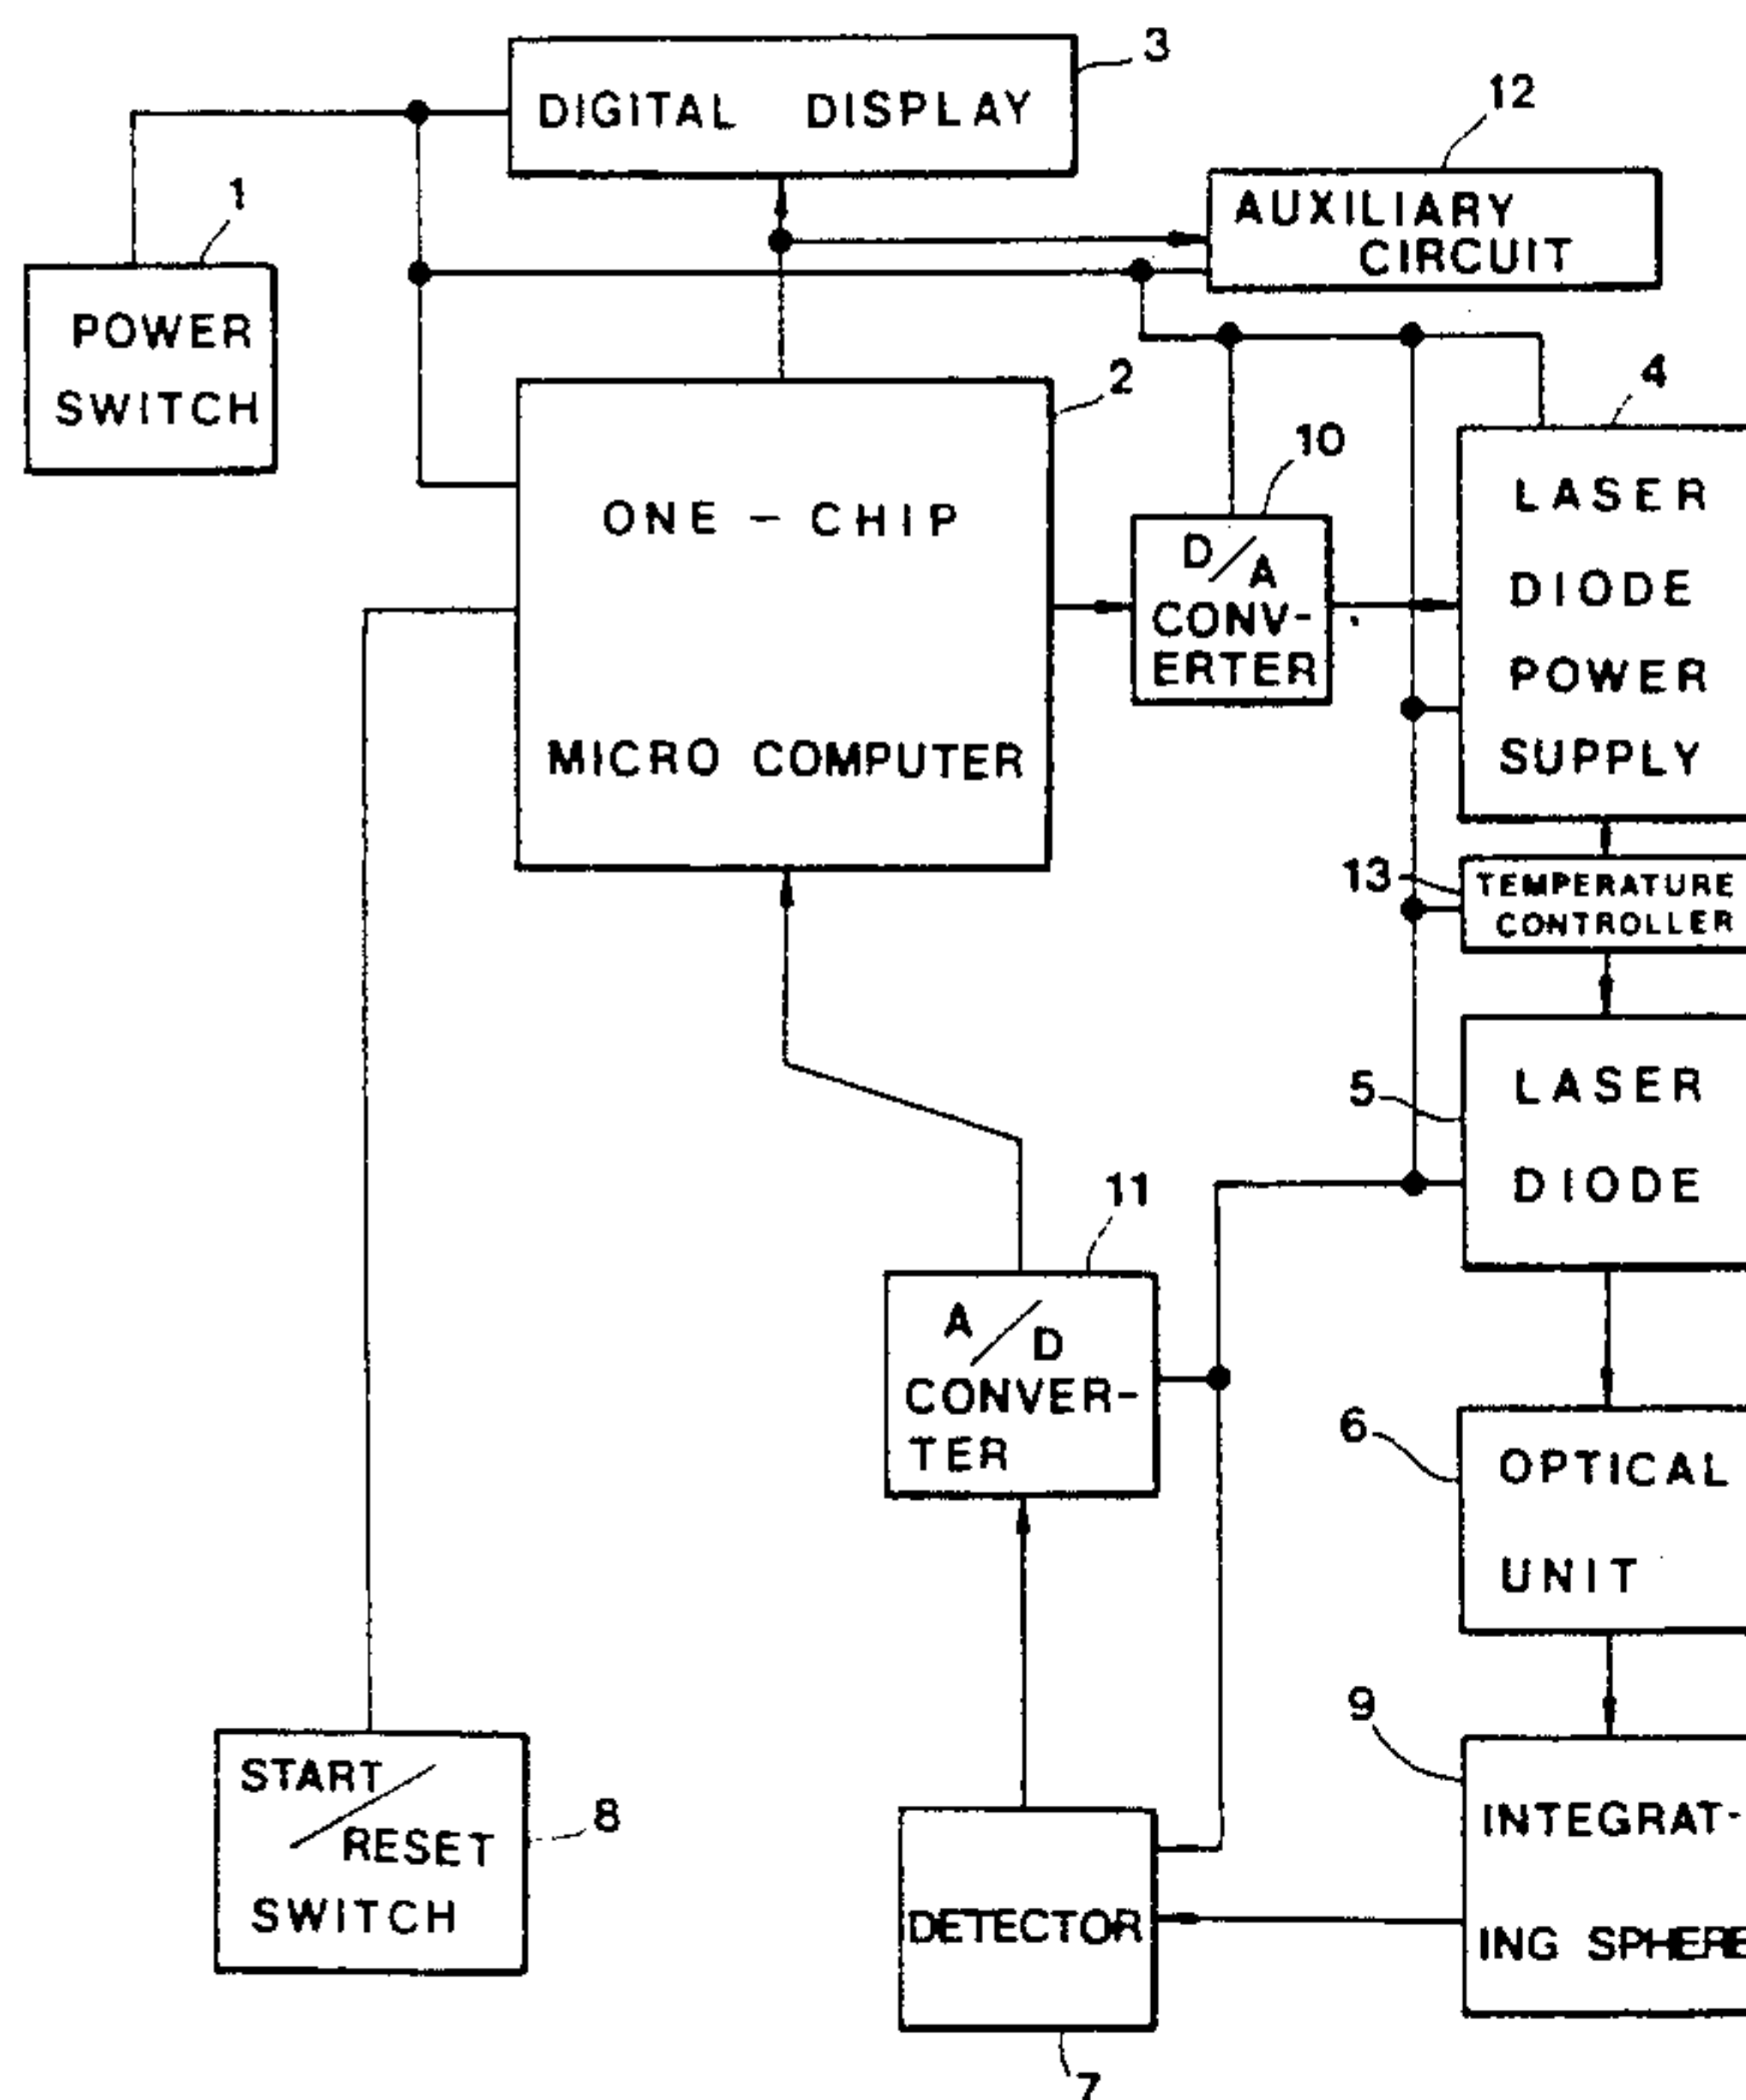 3
DIGITAL DISPLAY
12
AUXILIARY
CIRCUIT
1
POWER
SWITCH
2
ONE - CHIP
MICRO COMPUTER
10
D/A
CONV-
ERTER
4
LASER
DIODE
POWER
SUPPLY
13
TEMPERATURE
CONTROLLER
5
LASER
DIODE
11
A/D
CONVER-
TER
6
OPTICAL
UNIT
START/
RESET
SWITCH
8
9
INTEGRAT-
ING SPHERE
DETECTOR
7